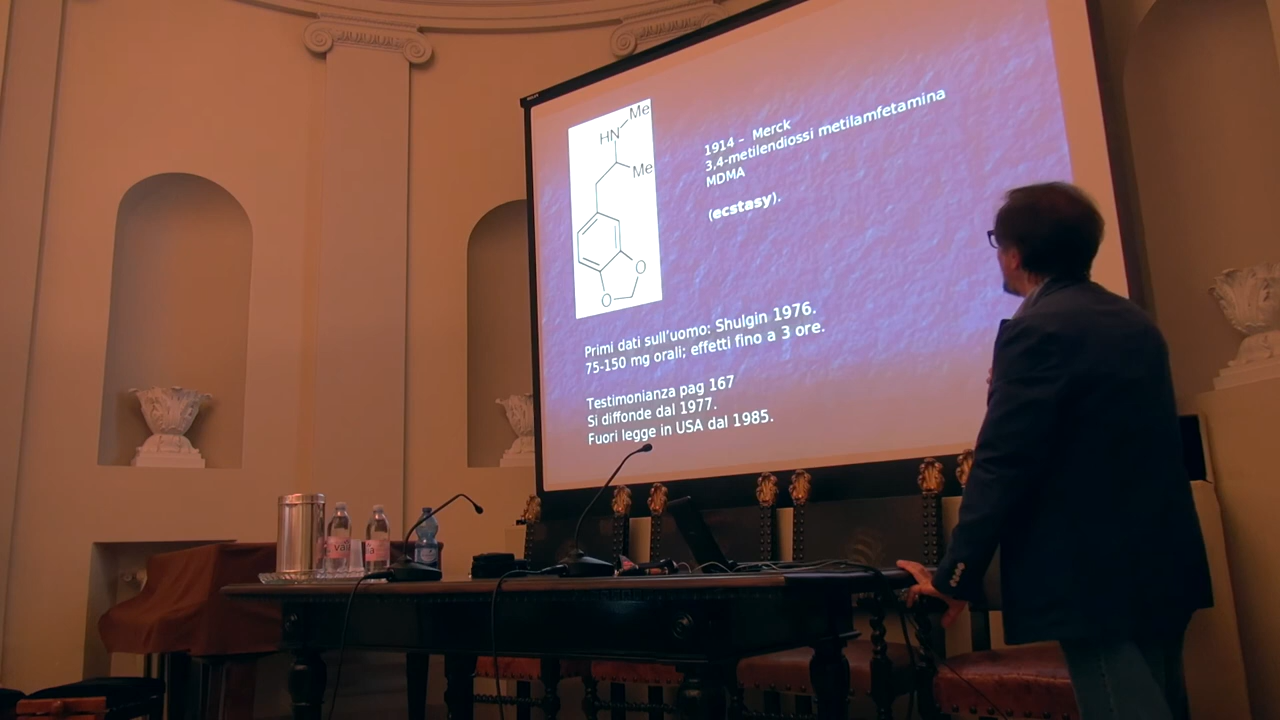 Me
HN
Me
O
O
1914 – Merck
3,4-metilendiossi metilamfetamina
MDMA
(ecstasy).
Primi dati sull'uomo: Shulgin 1976.
75-150 mg orali; effetti fino a 3 ore.
Testimonianza pag 167
Si diffonde dal 1977.
Fuori legge in USA dal 1985.